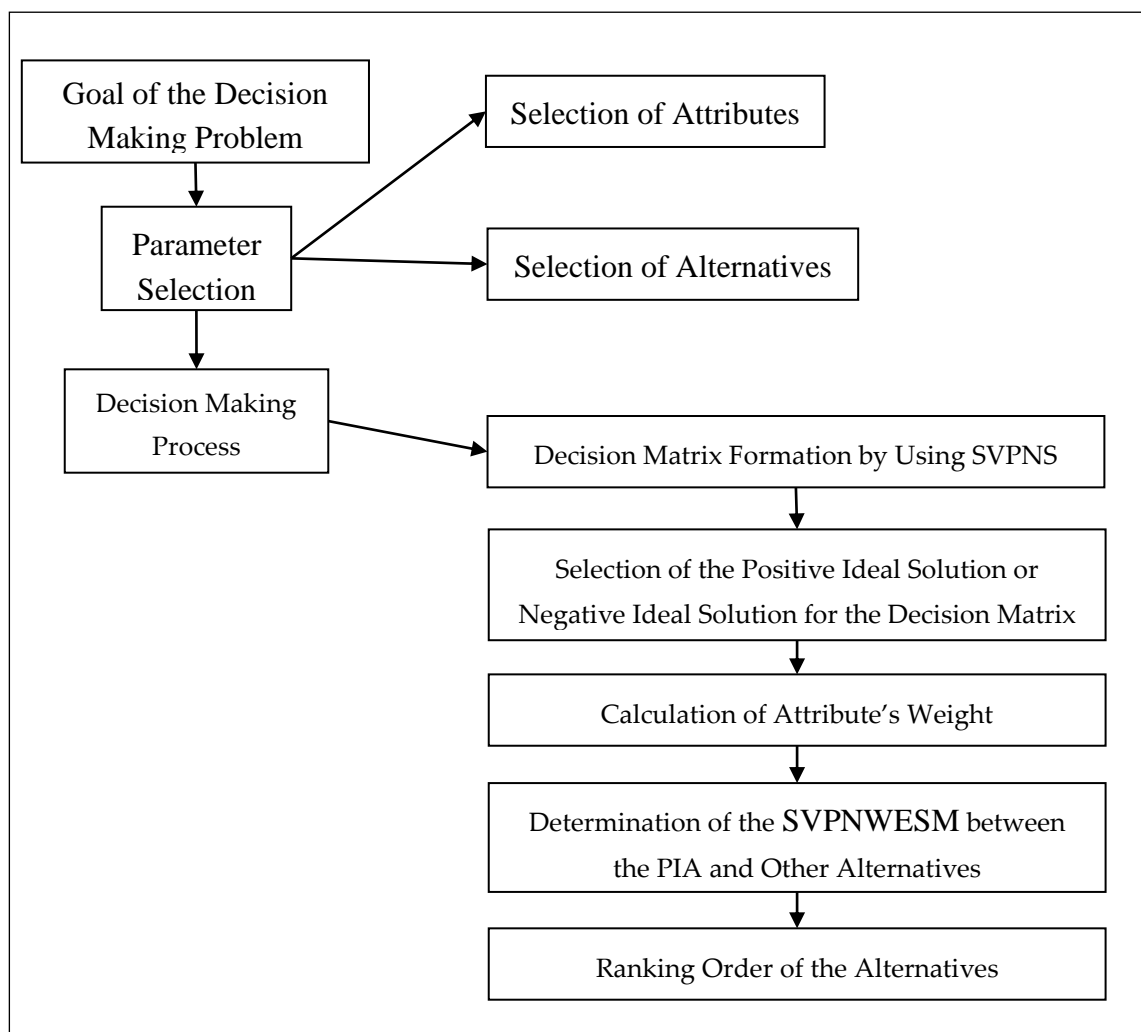 Goal of the Decision
Making Problem
Selection of Attributes
Parameter
Selection
Selection of Alternatives
Decision Making
Process
Decision Matrix Formation by Using SVPNS
Selection of the Positive Ideal Solution or
Negative Ideal Solution for the Decision Matrix
Calculation of Attribute’s Weight
Determination of the SVPNWESM between
the PIA and Other Alternatives
Ranking Order of the Alternatives